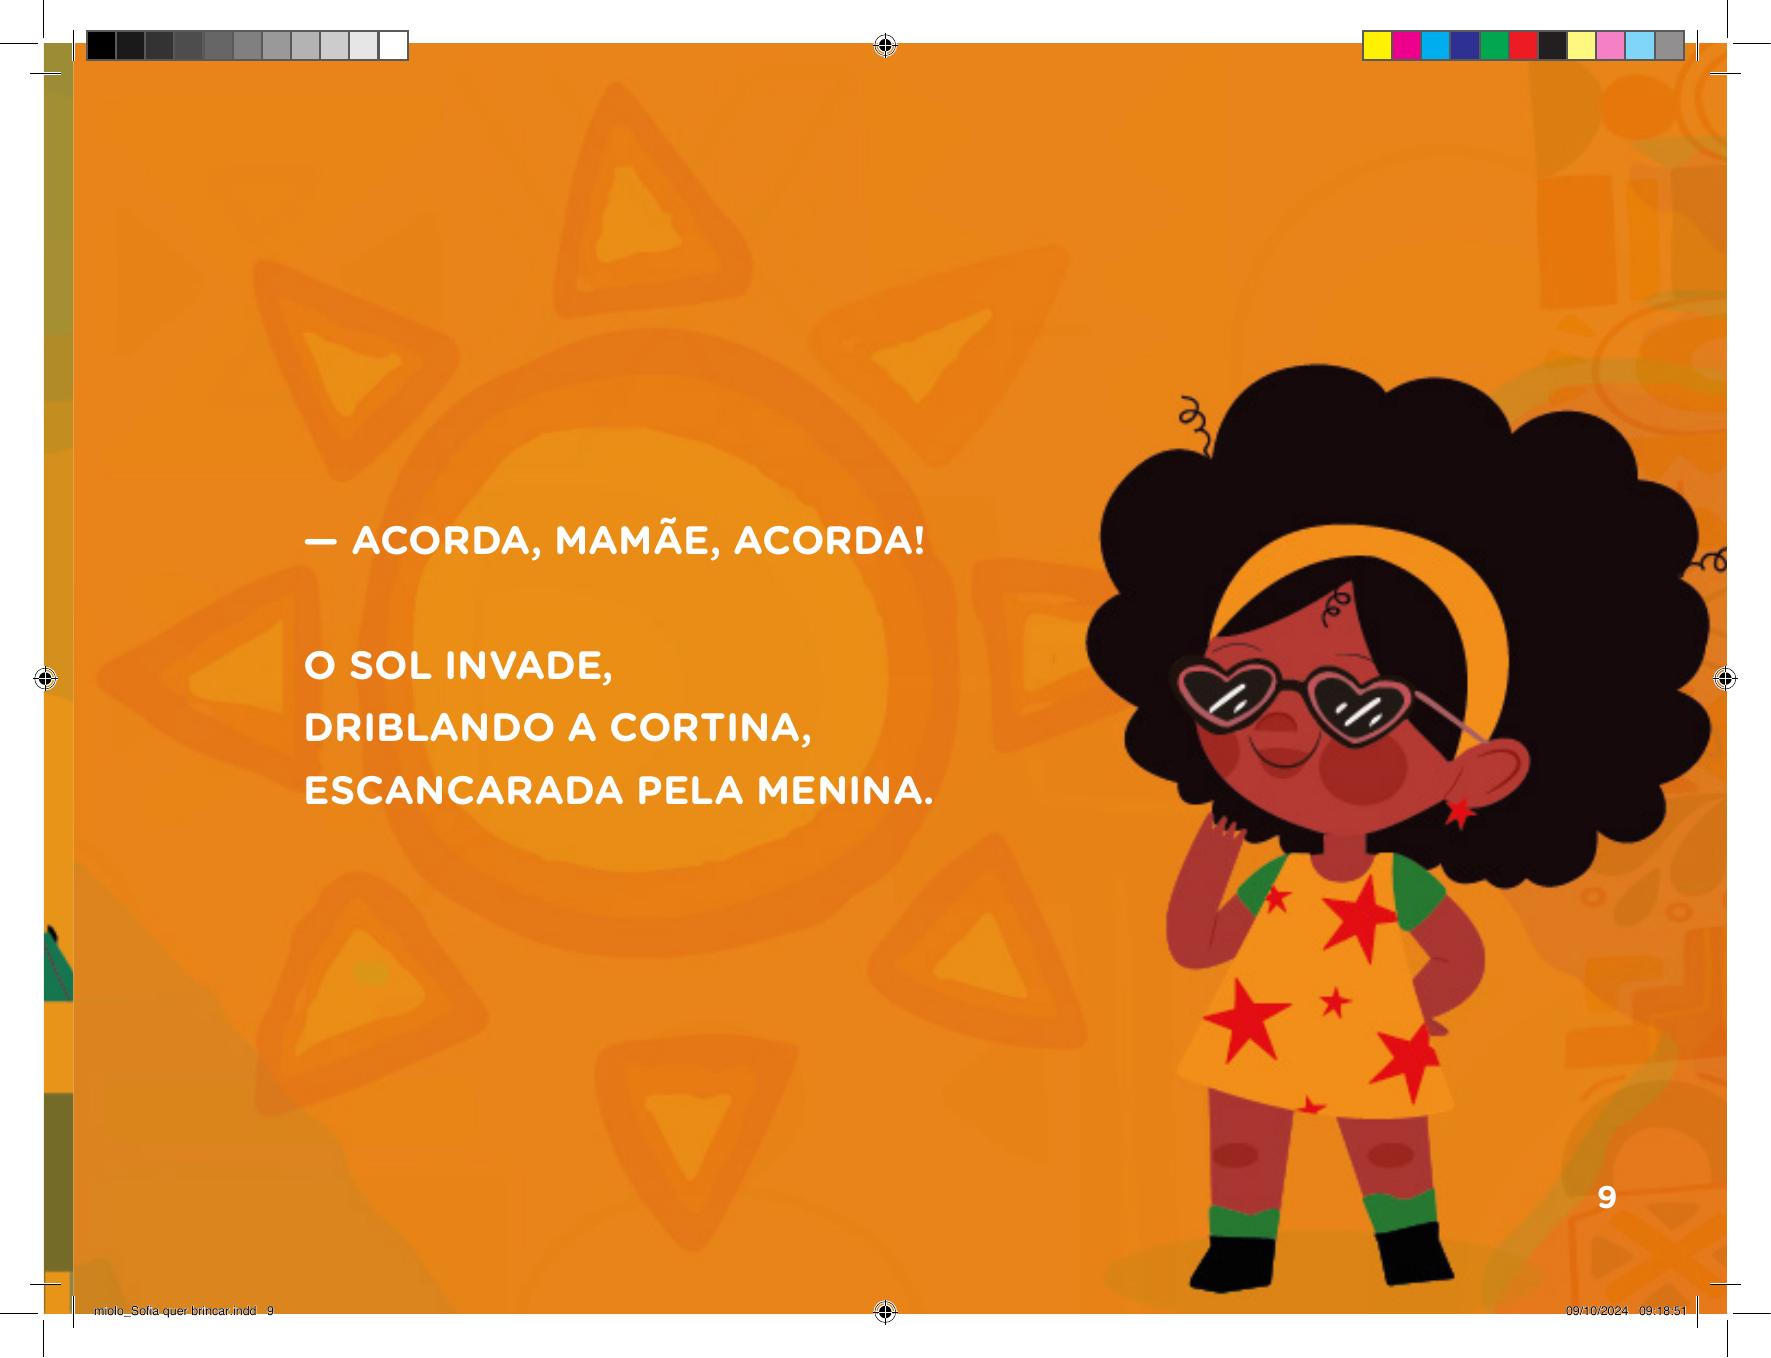 — ACORDA, MAMÃE, ACORDA!
O SOL INVADE,
DRIBLANDO A CORTINA,
ESCANCARADA PELA MENINA.
9
miolo_Sofia quer brincar.indd   9
09/10/2024   09:18:51